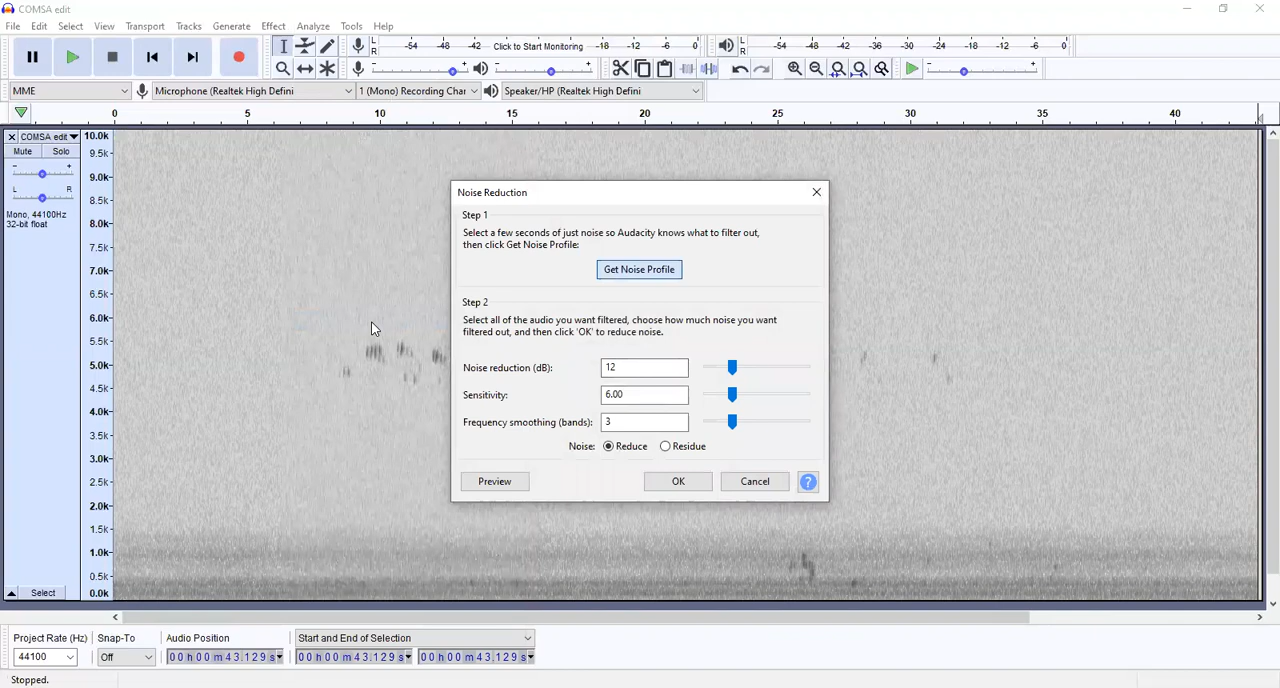 COMSA edit
File Edit Select View Transport Tracks Generate Effect Analyze Tools Help
L R -54 -48 -42 Click to Start Monitoring -18 -12 -6 0 L R -54 -48 -42 -36 -30 -24 -18 -12 -6 0
MME Microphone (Realtek High Defini 1 (Mono) Recording Char Speaker/HP (Realtek High Defini
0 5 10 15 20 25 30 35 40
COMSA edit
Mute Solo
- +
L R
Mono, 44100Hz
32-bit float
Select
10.0k
9.5k
9.0k
8.5k
8.0k
7.5k
7.0k
6.5k
6.0k
5.5k
5.0k
4.5k
4.0k
3.5k
3.0k
2.5k
2.0k
1.5k
1.0k
0.5k
0.0k
Noise Reduction
Step 1
Select a few seconds of just noise so Audacity knows what to filter out,
then click Get Noise Profile:
Get Noise Profile
Step 2
Select all of the audio you want filtered, choose how much noise you want
filtered out, and then click 'OK' to reduce noise.
Noise reduction (dB): 12
Sensitivity: 6.00
Frequency smoothing (bands): 3
Noise: Reduce Residue
Preview OK Cancel ?
Project Rate (Hz) Snap-To Audio Position Start and End of Selection
44100 Off 00 h 00 m 43.129 s 00 h 00 m 43.129 s 00 h 00 m 43.129 s
Stopped.